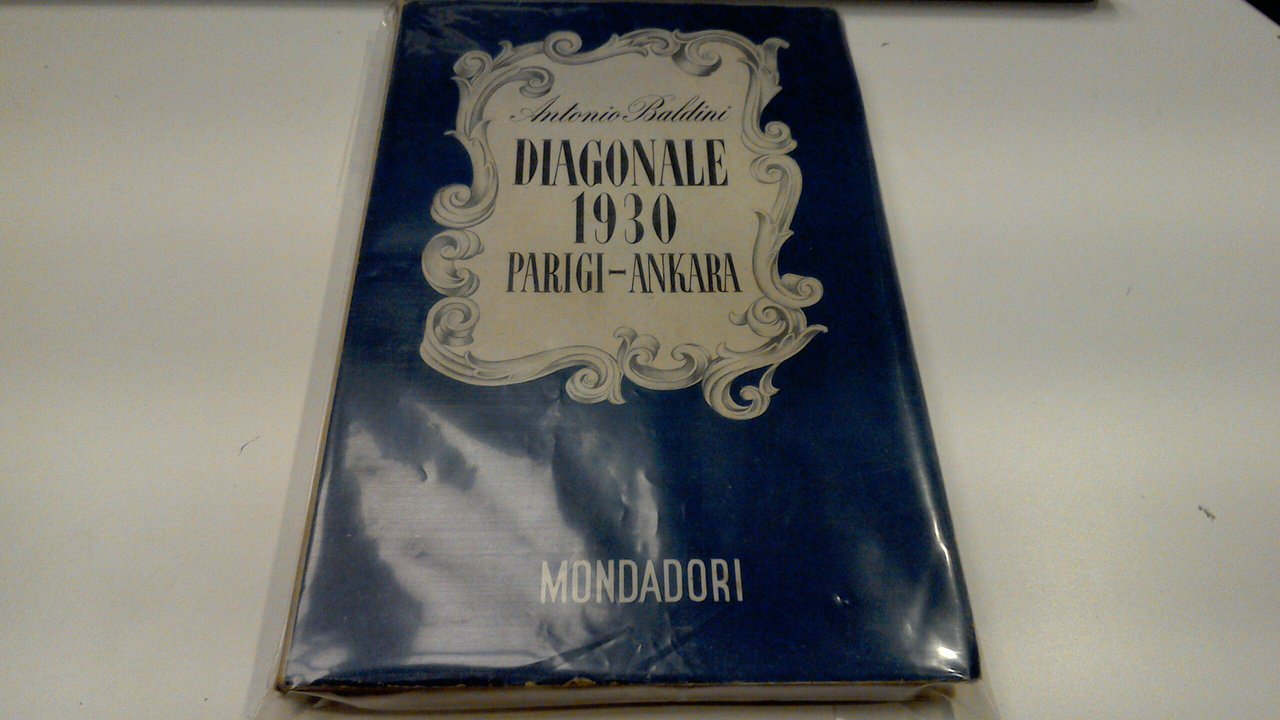 Antonio Baldini
DIAGONALE
1930
PARIGI-ANKARA
MONDADORI